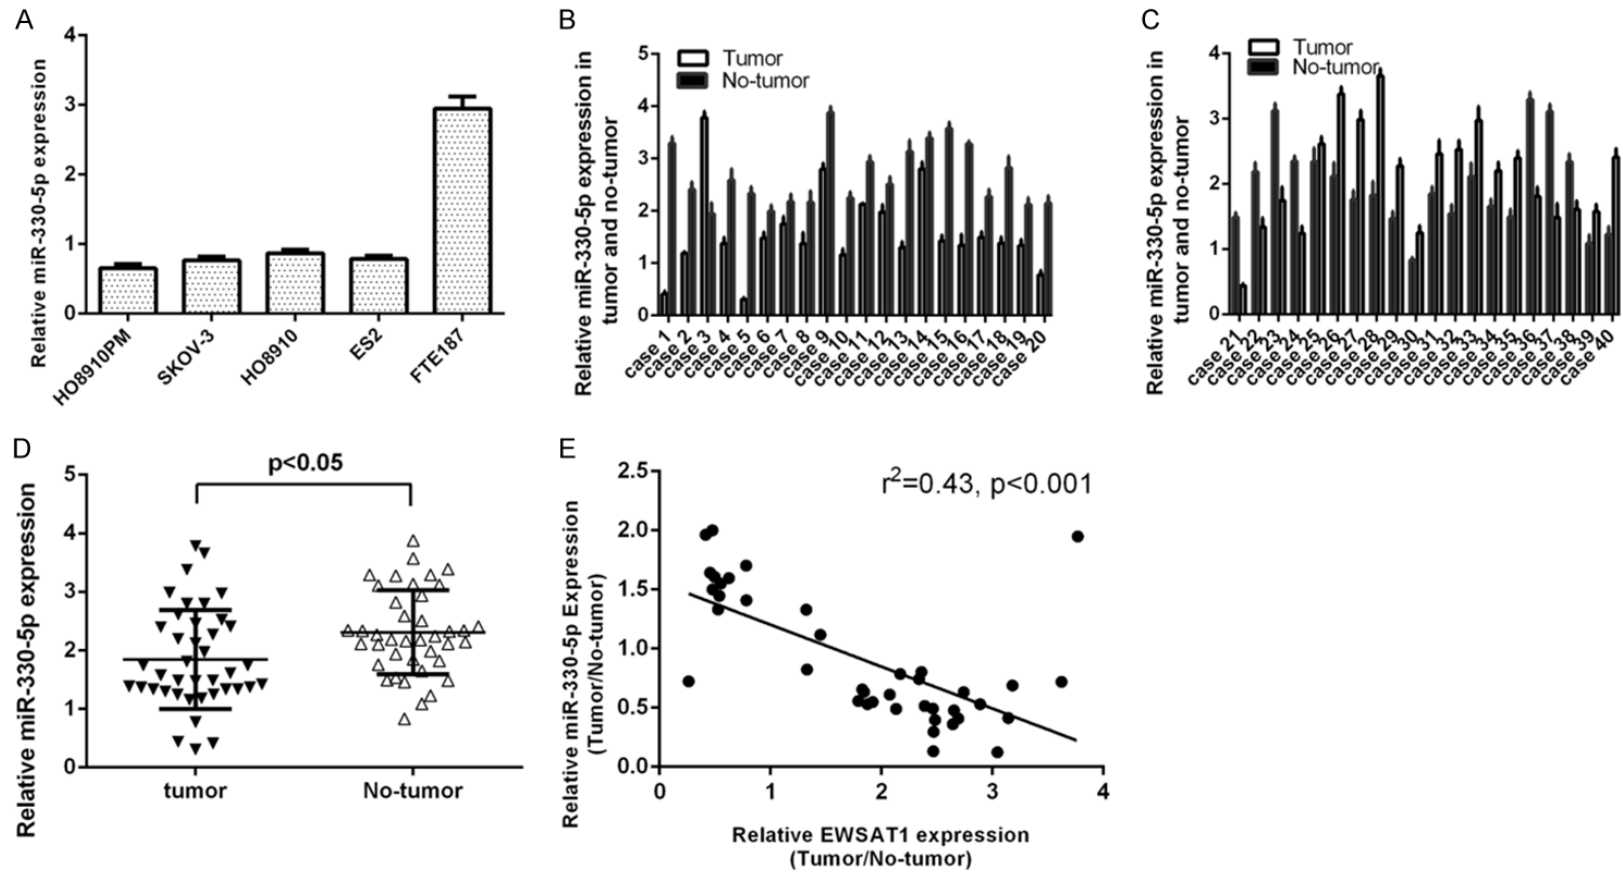 A
Relative miR-330-5p expression
4
3
2
1
0
HO8910PM
SKOV-3
HO8910
ES2
FTE187
B
Relative miR-330-5p expression in
tumor and no-tumor
Tumor
No-tumor
5
4
3
2
1
0
case 1
case 2
case 3
case 4
case 5
case 6
case 7
case 8
case 9
case 10
case 11
case 12
case 13
case 14
case 15
case 16
case 17
case 18
case 19
case 20
C
Relative miR-330-5p expression in
tumor and no-tumor
Tumor
No-tumor
4
3
2
1
0
case 21
case 22
case 23
case 24
case 25
case 26
case 27
case 28
case 29
case 30
case 31
case 32
case 33
case 34
case 35
case 36
case 37
case 38
case 39
case 40
D
Relative miR-330-5p expression
p<0.05
5
4
3
2
1
0
tumor
No-tumor
E
Relative miR-330-5p Expression
(Tumor/No-tumor)
r²=0.43, p<0.001
2.5
2.0
1.5
1.0
0.5
0.0
0
1
2
3
4
Relative EWSAT1 expression
(Tumor/No-tumor)